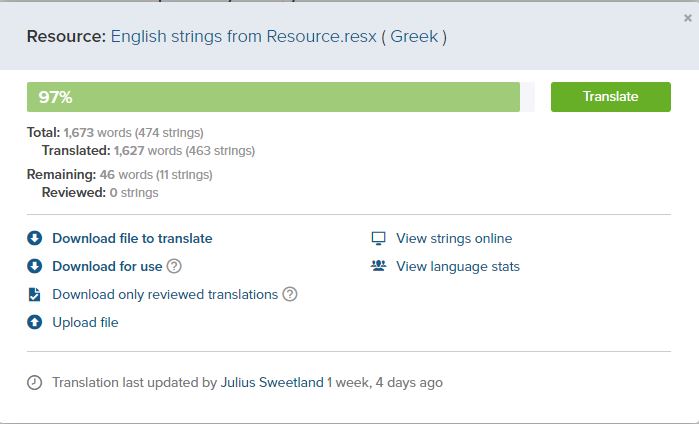 Resource: English strings from Resource.resx ( Greek )
×
97%
Translate
Total: 1,673 words (474 strings)
Translated: 1,627 words (463 strings)
Remaining: 46 words (11 strings)
Reviewed: 0 strings
Download file to translate
View strings online
Download for use ?
View language stats
Download only reviewed translations ?
Upload file
Translation last updated by Julius Sweetland 1 week, 4 days ago